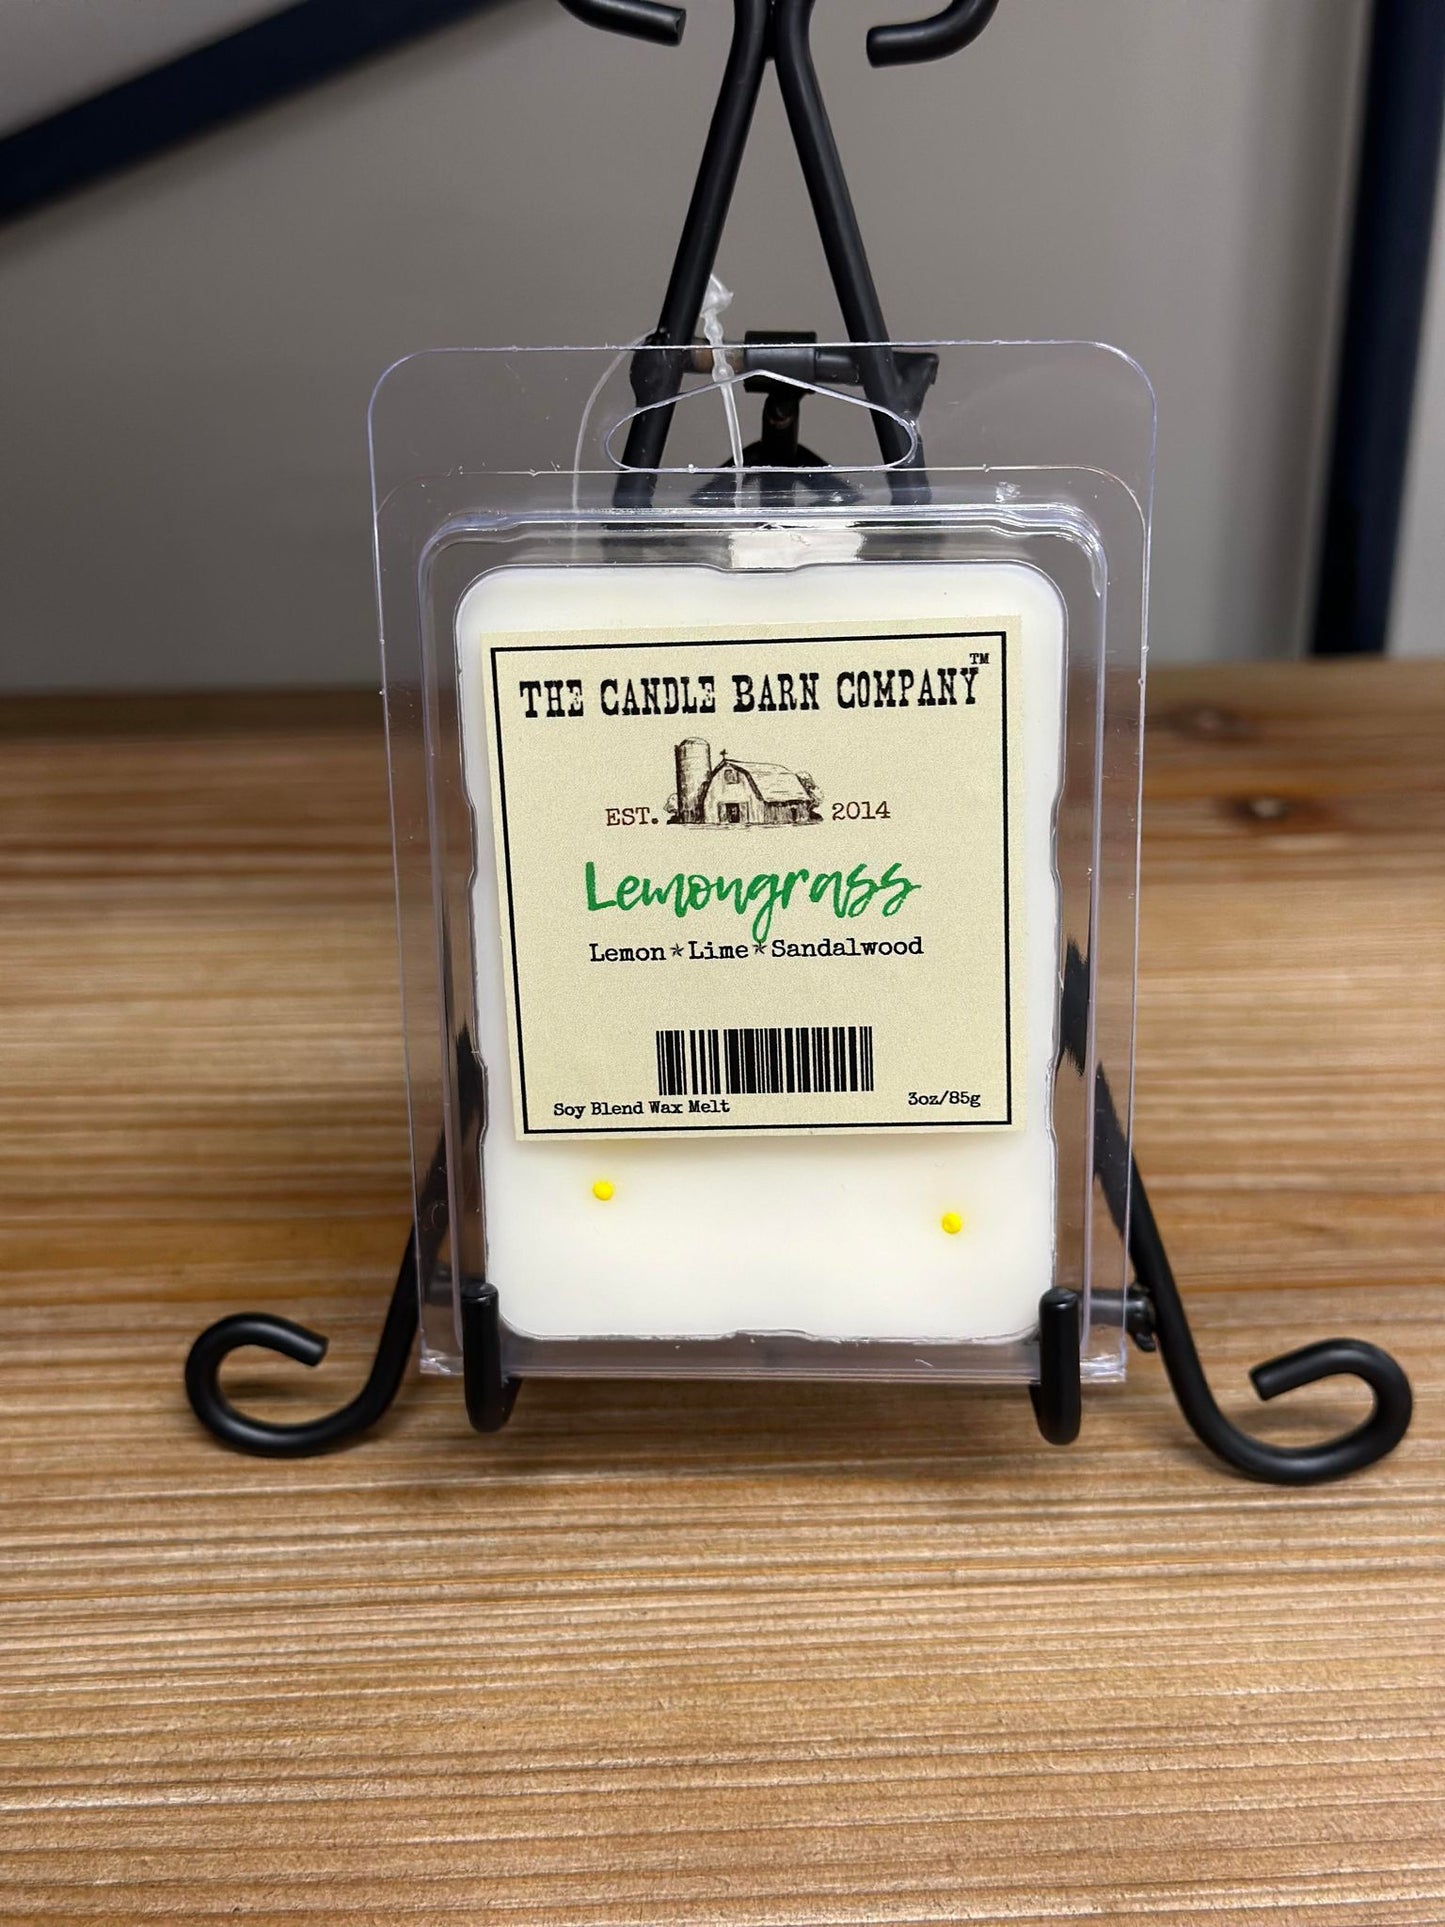 THE CANDLE BARN COMPANY™
EST. 2014
Lemongrass
Lemon*Lime*Sandalwood
Soy Blend Wax Melt 3oz/85g